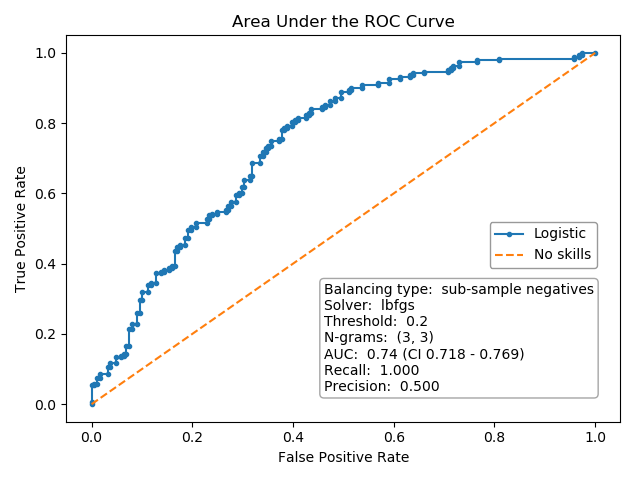 Area Under the ROC Curve
True Positive Rate
1.0
0.8
0.6
0.4
0.2
0.0
Logistic
No skills
Balancing type:  sub-sample negatives
Solver:  lbfgs
Threshold:  0.2
N-grams:  (3, 3)
AUC:  0.74 (CI 0.718 - 0.769)
Recall:  1.000
Precision:  0.500
0.0 0.2 0.4 0.6 0.8 1.0
False Positive Rate